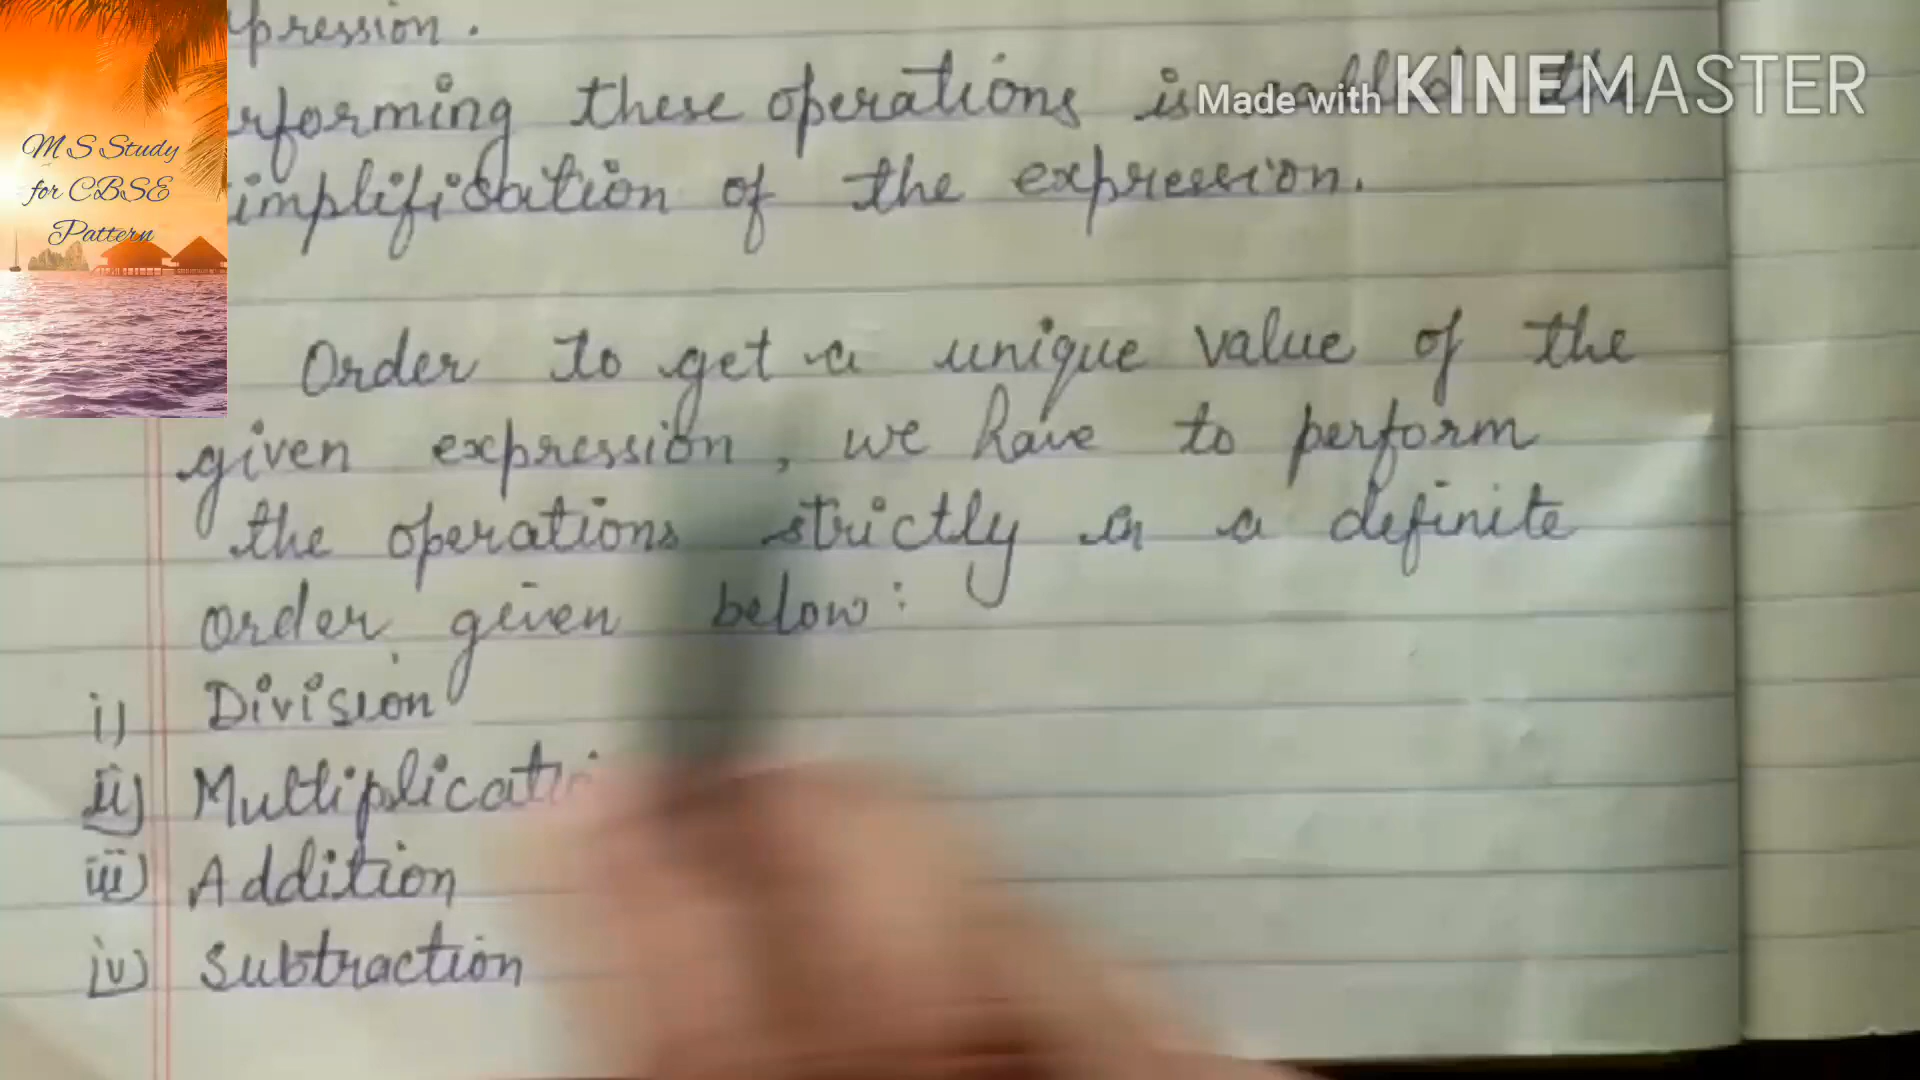 pression.
rforming these operations is called the
implification of the expression.
Order to get a unique value of the
given expression, we have to perform
the operations strictly in a definite
order given below:
i) Division
ii) Multiplicati
iii) Addition
iv) Subtraction
Made with KINEMASTER
M S Study
for CBSE
Pattern